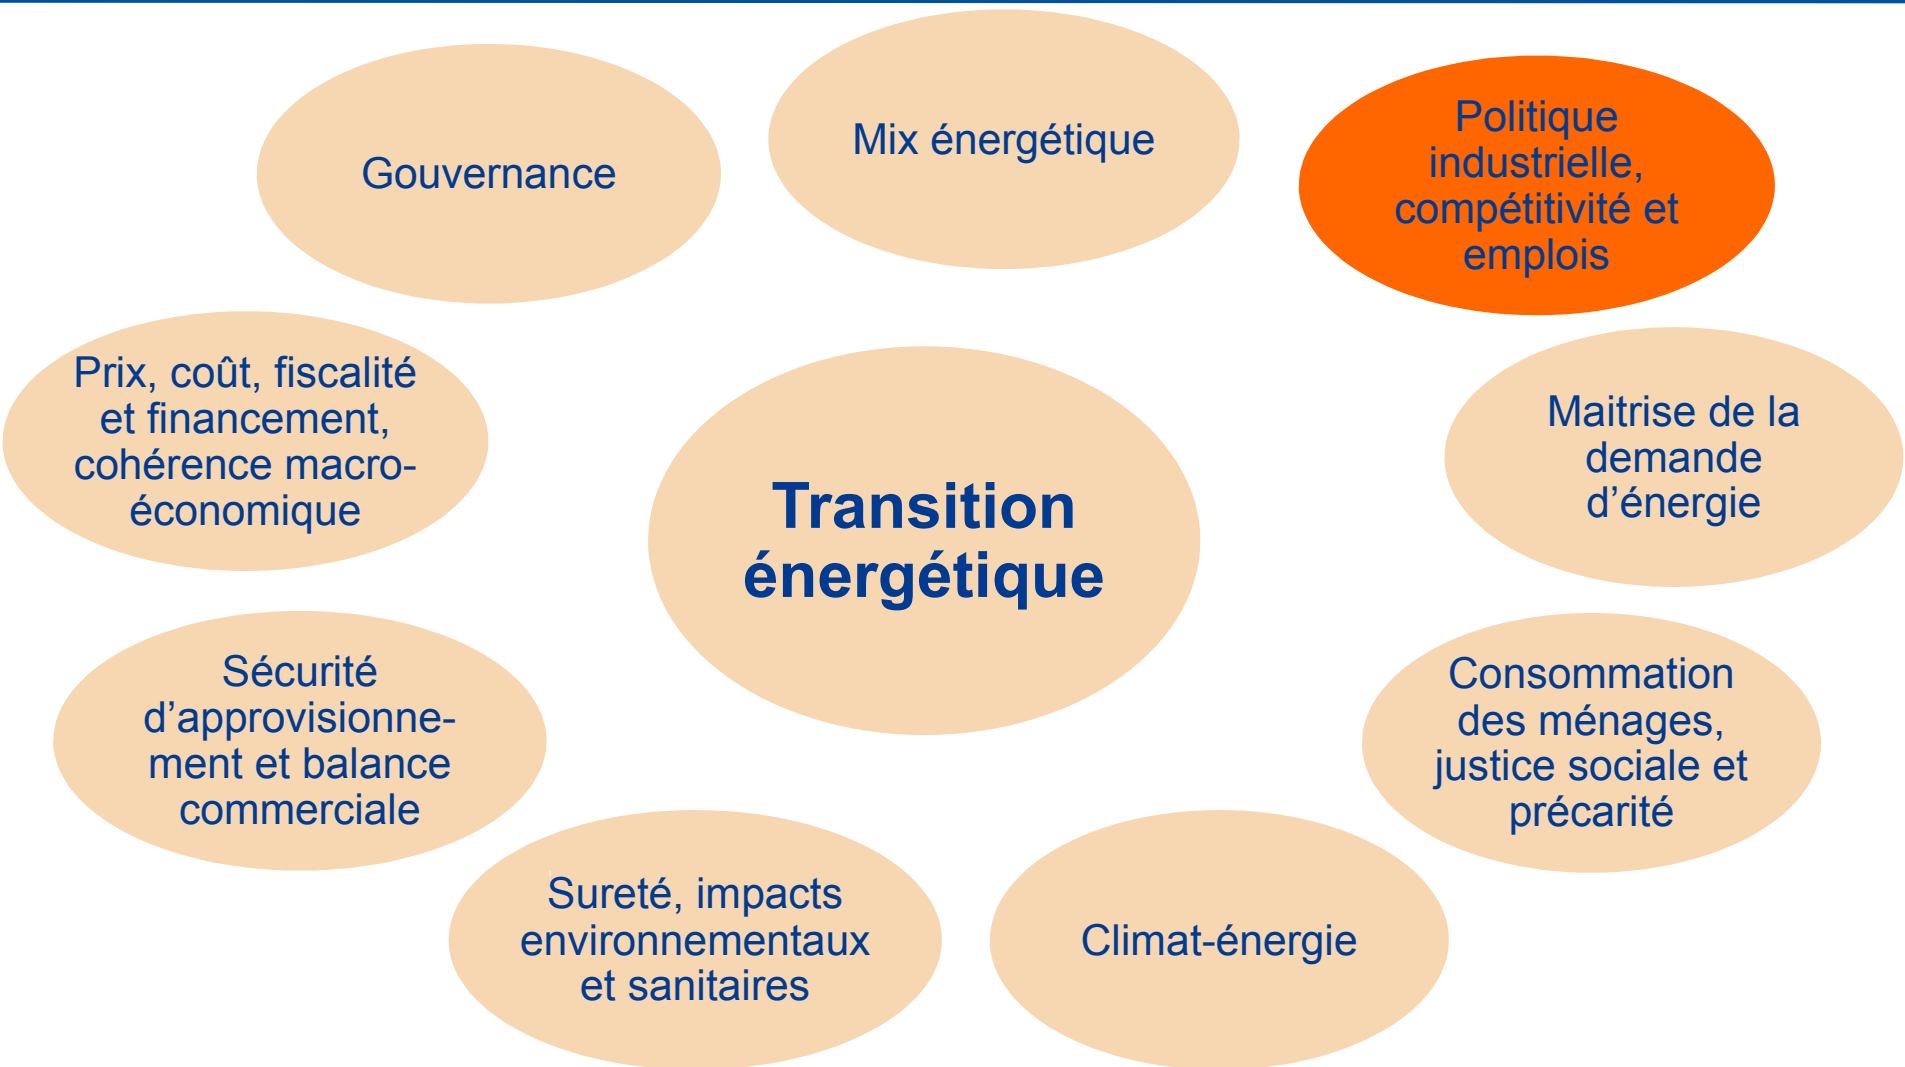 Gouvernance
Mix énergétique
Politique
industrielle,
compétitivité et
emplois
Prix, coût, fiscalité
et financement,
cohérence macro-
économique
Transition
énergétique
Maitrise de la
demande
d’énergie
Sécurité
d’approvisionne-
ment et balance
commerciale
Consommation
des ménages,
justice sociale et
précarité
Sureté, impacts
environnementaux
et sanitaires
Climat-énergie